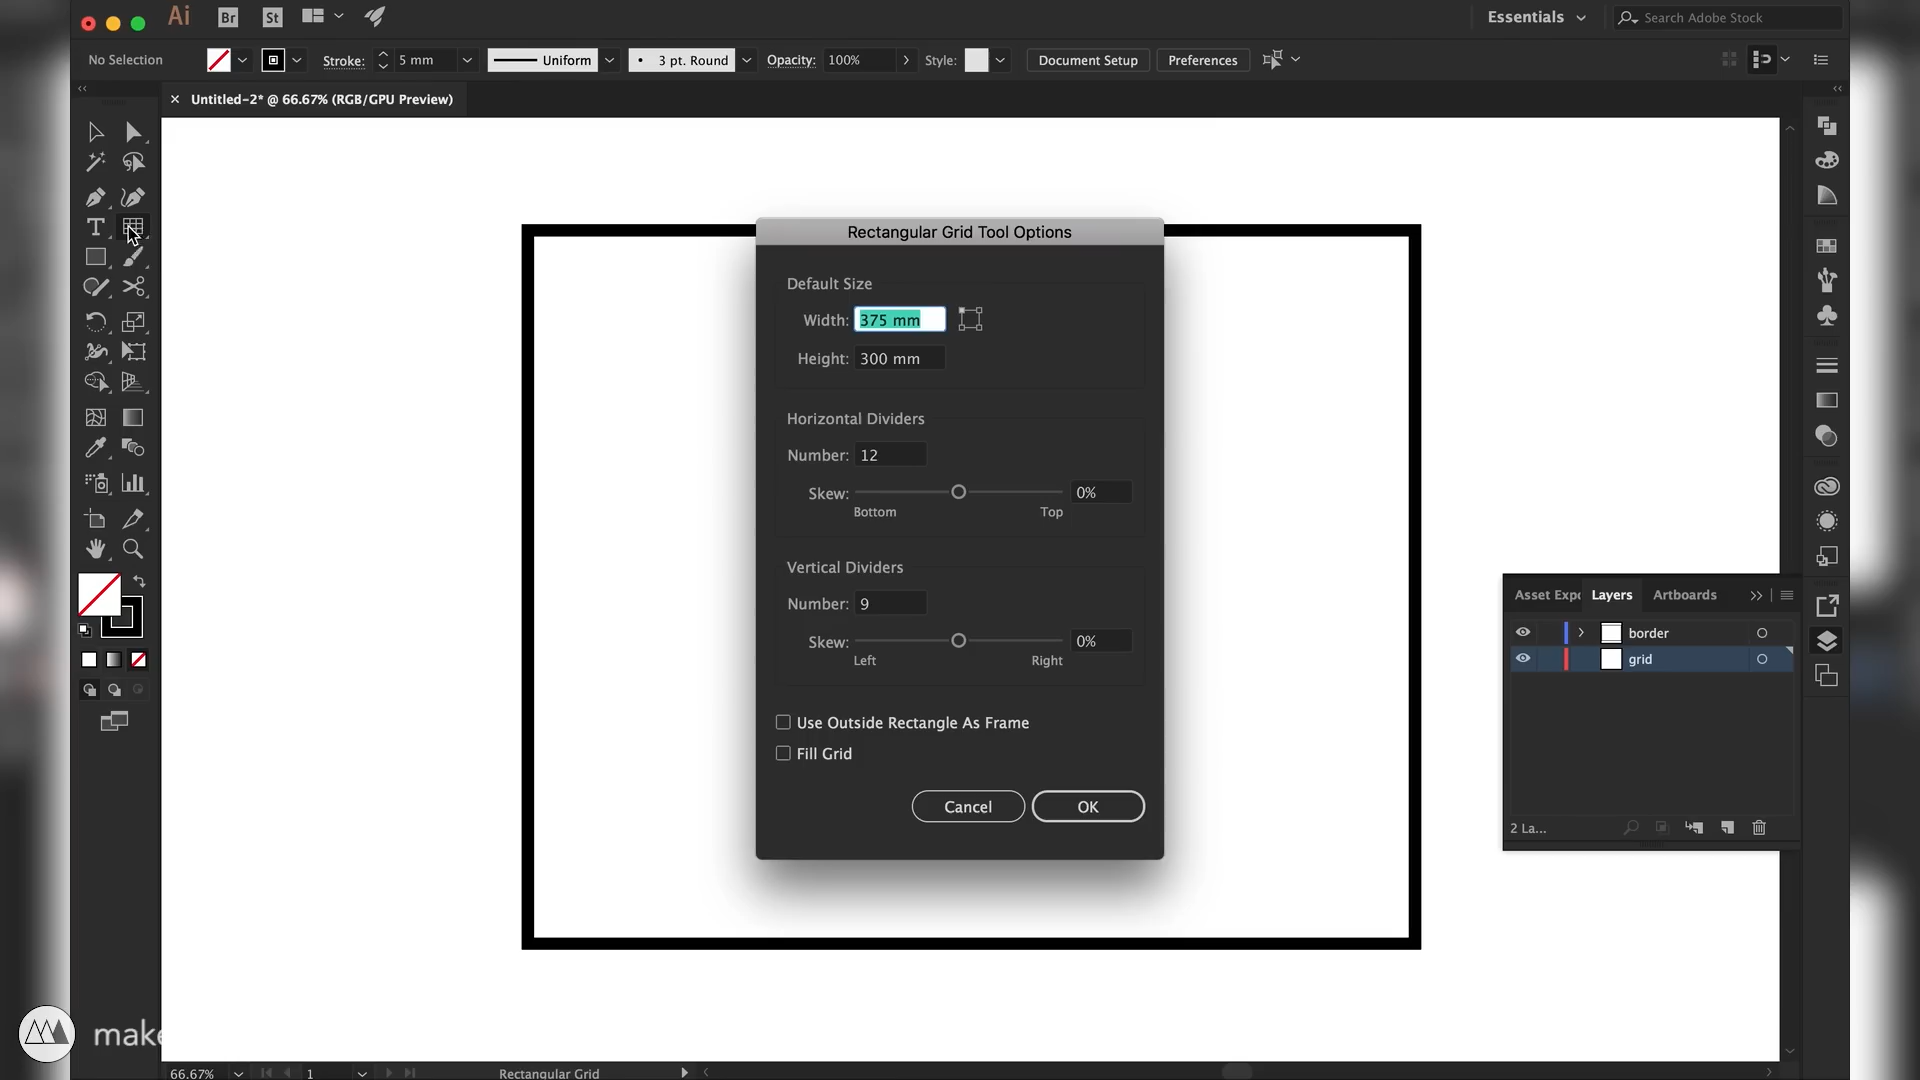 Ai Br St Essentials Search Adobe Stock
No Selection Stroke: 5 mm Uniform 3 pt. Round Opacity: 100% Style: Document Setup Preferences
Untitled-2* @ 66.67% (RGB/GPU Preview)
Rectangular Grid Tool Options
Default Size
Width: 375 mm
Height: 300 mm
Horizontal Dividers
Number: 12
Skew: 0%
Bottom Top
Vertical Dividers
Number: 9
Skew: 0%
Left Right
Use Outside Rectangle As Frame
Fill Grid
Cancel OK
Asset Expo Layers Artboards
border
grid
2 La...
make
66.67% 1 Rectangular Grid